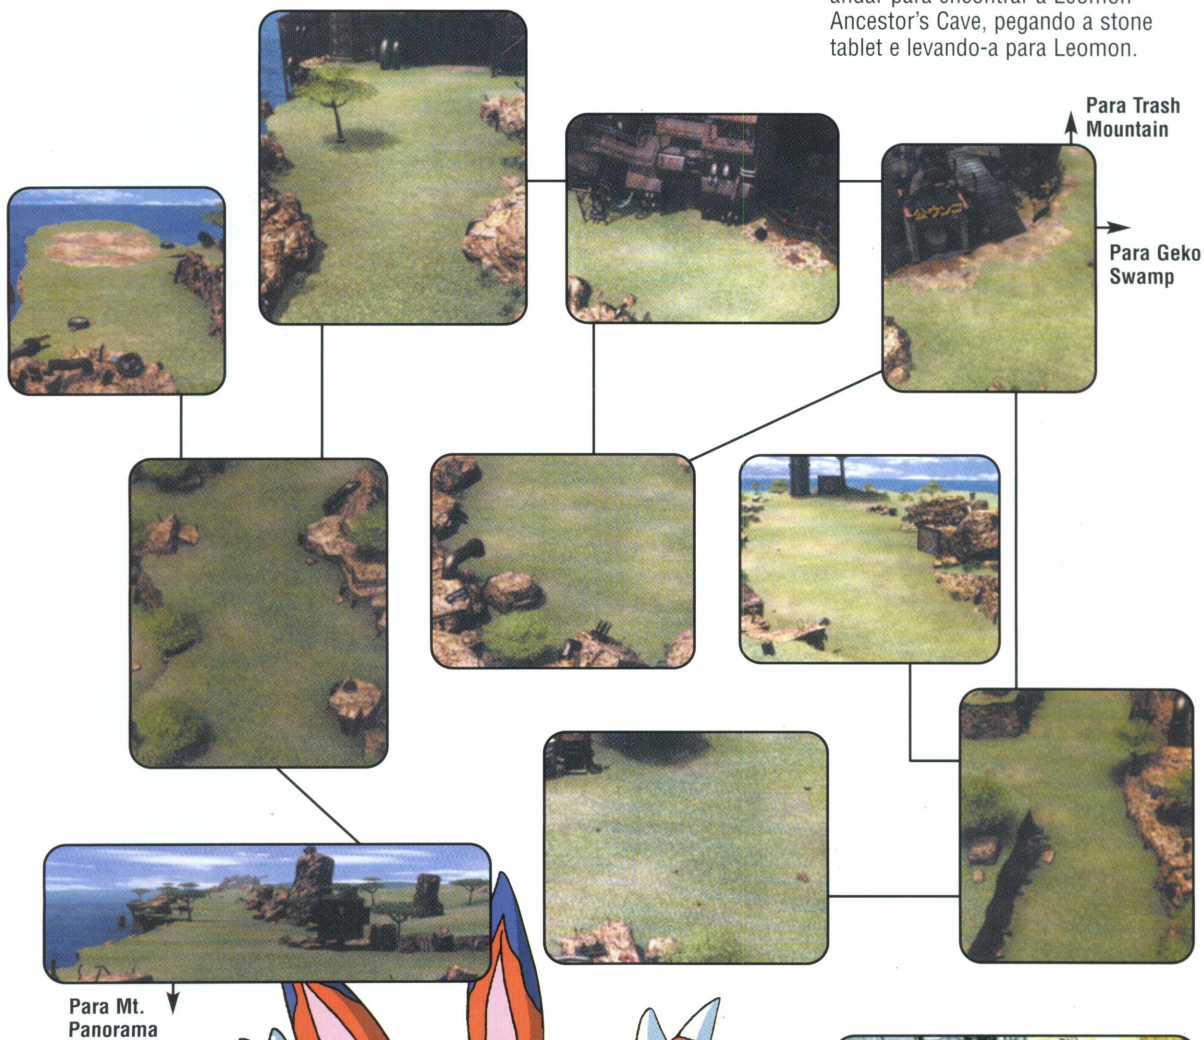 Ancestor's Cave, pegando a stone
tablet e levando-a para Leomon.
Para Trash
Mountain
Para Geko
Swamp
Para Mt.
Panorama